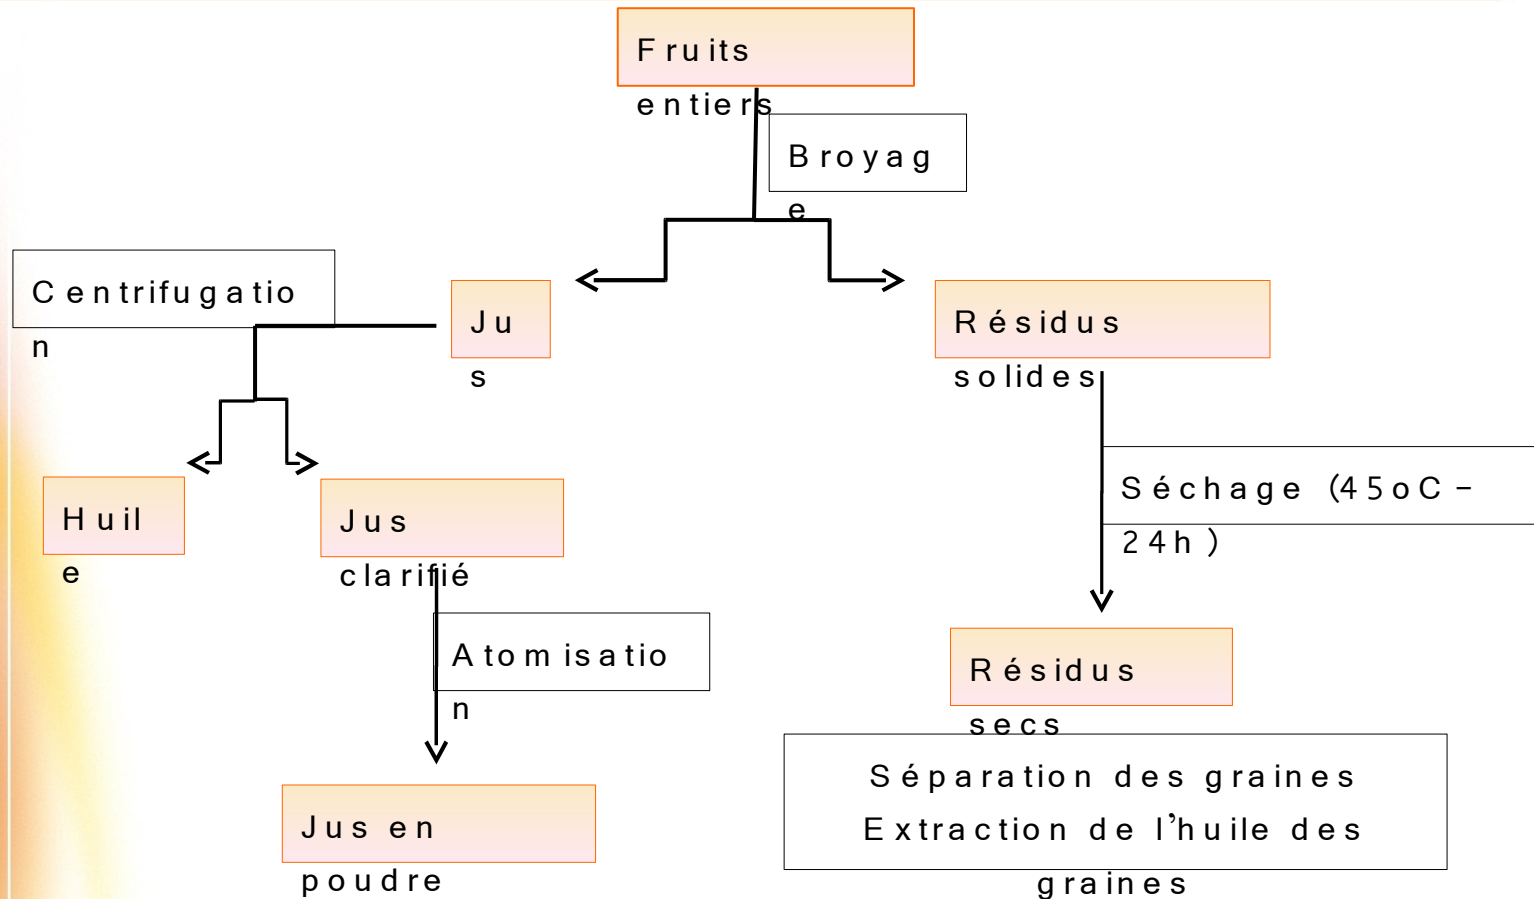 Fruits
entiers
Broyag
e
Centrifugatio
n
Ju
s
Résidus
solides
Huil
e
Jus
clarifié
Séchage (45oC –
24h )
Atomisatio
n
Résidus
secs
Jus en
poudre
Séparation des graines
Extraction de l’huile des
graines